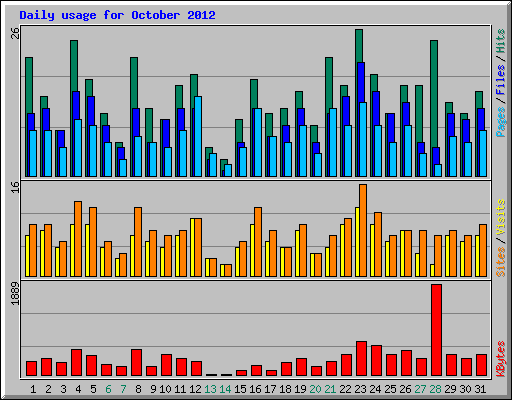 Daily usage for October 2012
26
Pages / Files / Hits
16
Sites / Visits
1889
KBytes
1 2 3 4 5 6 7 8 9 10 11 12 13 14 15 16 17 18 19 20 21 22 23 24 25 26 27 28 29 30 31